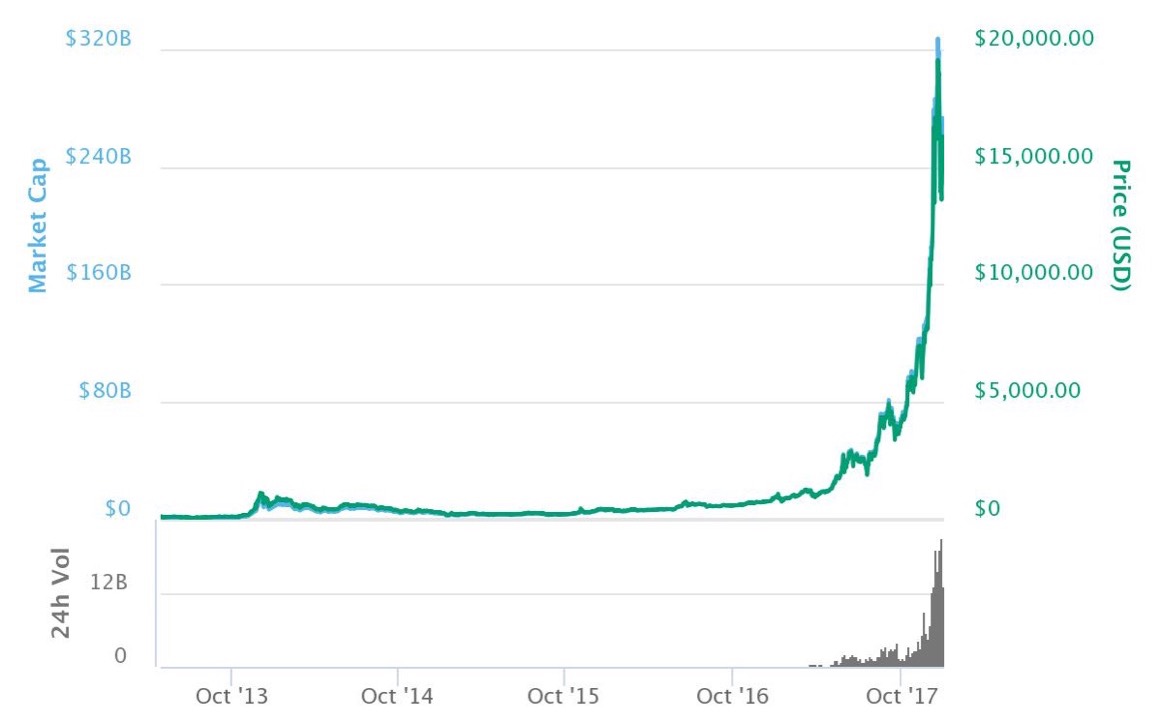 $320B
$20,000.00
$240B
$15,000.00
Market Cap
Price (USD)
$160B
$10,000.00
$80B
$5,000.00
$0
$0
24h Vol
12B
0
Oct '13
Oct '14
Oct '15
Oct '16
Oct '17